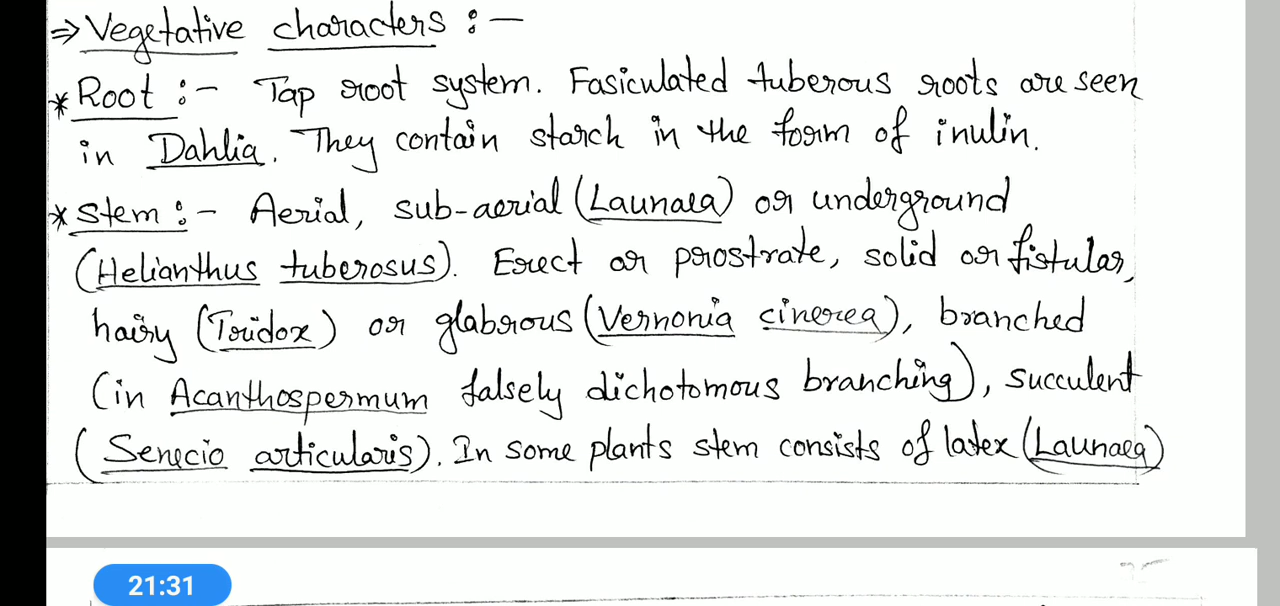 ⇒ Vegetative characters :-
* Root :- Tap root system. Fasiculated tuberous roots are seen
in Dahlia. They contain starch in the form of inulin.
* Stem :- Aerial, sub-aerial (Launaea) or underground
(Helianthus tuberosus). Erect or prostrate, solid or fistular,
hairy (Tridox) or glabrous (Vernonia cinerea), branched
(in Acanthospermum falsely dichotomous branching), succulent
(Senecio articularis). In some plants stem consists of latex (Launaea)
21:31